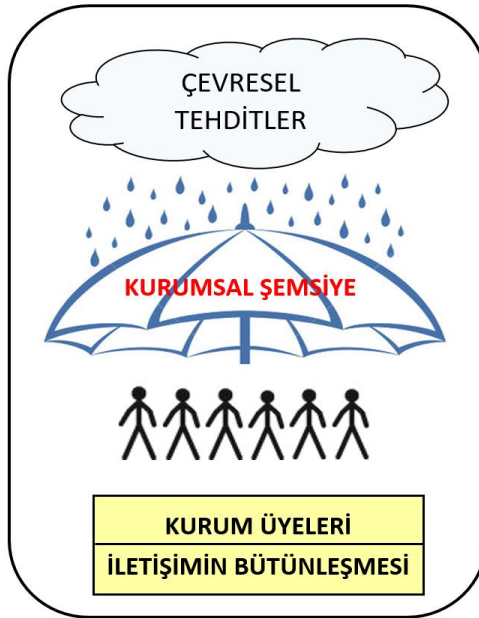 ÇEVRESEL
TEHDİTLER
KURUMSAL ŞEMSİYE
KURUM ÜYELERİ
İLETİŞİMİN BÜTÜNLEŞMESİ